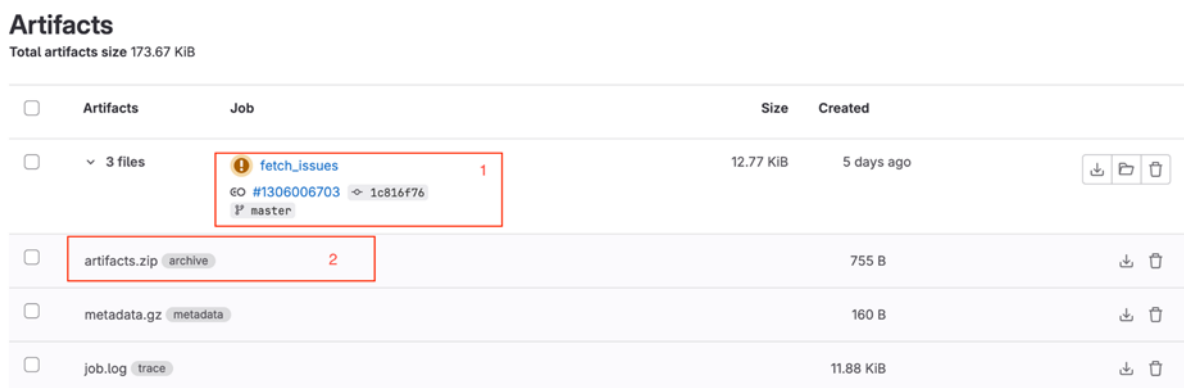 Artifacts
Total artifacts size 173.67 KiB
Artifacts Job Size Created
3 files fetch_issues 1 12.77 KiB 5 days ago
#1306006703 1c816f76
master
artifacts.zip archive 2 755 B
metadata.gz metadata 160 B
job.log trace 11.88 KiB